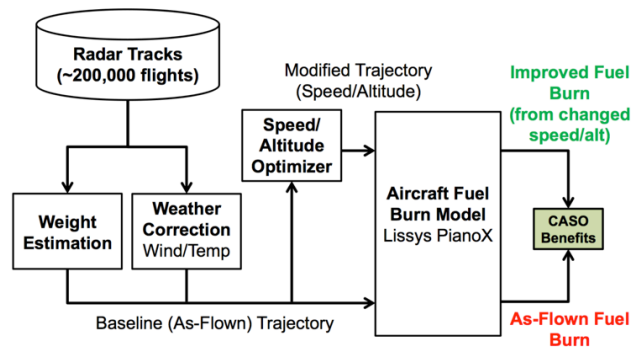 Radar Tracks
(~200,000 flights)
Modified Trajectory
(Speed/Altitude)
Improved Fuel
Burn
(from changed
speed/alt)
Speed/
Altitude
Optimizer
Weight
Estimation
Weather
Correction
Wind/Temp
Aircraft Fuel
Burn Model
Lissys PianoX
CASO
Benefits
Baseline (As-Flown) Trajectory
As-Flown Fuel
Burn